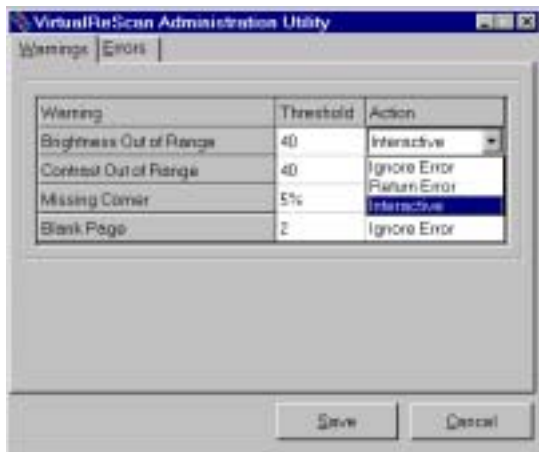 VirtualReScan Administration Utility
Warnings Errors
Warning Threshold Action
Brightness Out of Range 40 Interactive
Contrast Out of Range 40 Ignore Error
Return Error
Missing Corner 5% Interactive
Blank Page 2 Ignore Error
Save Cancel